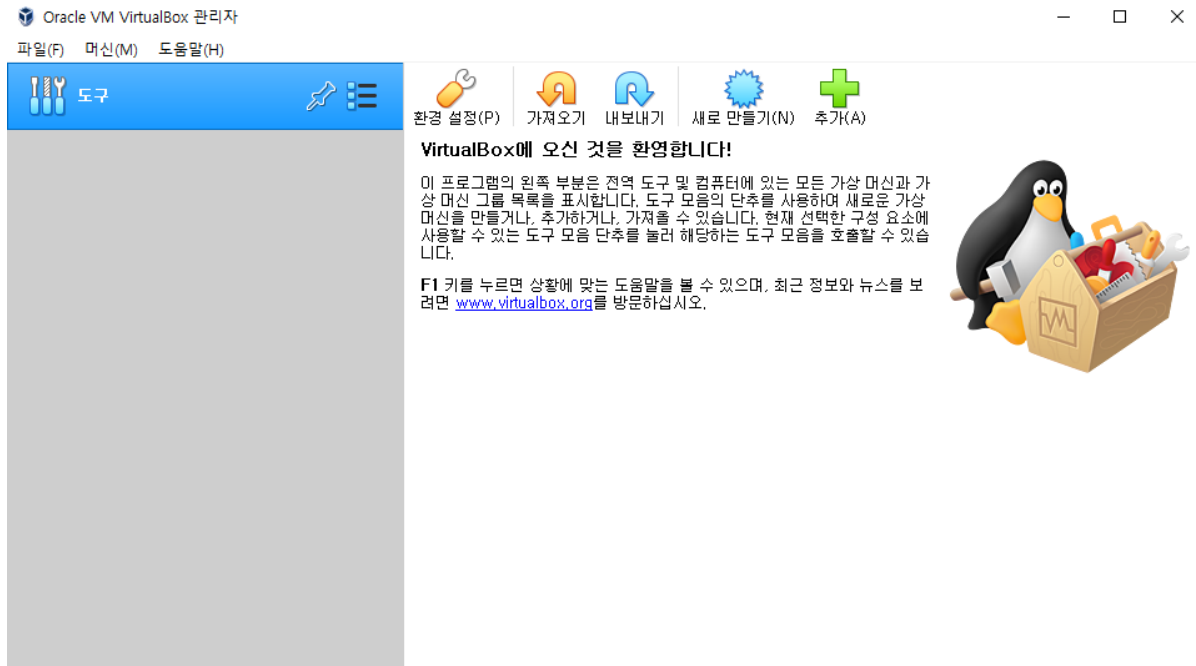 Oracle VM VirtualBox 관리자
파일(F) 머신(M) 도움말(H)
도구
환경 설정(P) 가져오기 내보내기 새로 만들기(N) 추가(A)
VirtualBox에 오신 것을 환영합니다!
이 프로그램의 왼쪽 부분은 전역 도구 및 컴퓨터에 있는 모든 가상 머신과 가
상 머신 그룹 목록을 표시합니다. 도구 모음의 단추를 사용하여 새로운 가상
머신을 만들거나, 추가하거나, 가져올 수 있습니다. 현재 선택한 구성 요소에
사용할 수 있는 도구 모음 단추를 눌러 해당하는 도구 모음을 호출할 수 있습
니다.
F1 키를 누르면 상황에 맞는 도움말을 볼 수 있으며, 최근 정보와 뉴스를 보
려면 www.virtualbox.org를 방문하십시오.